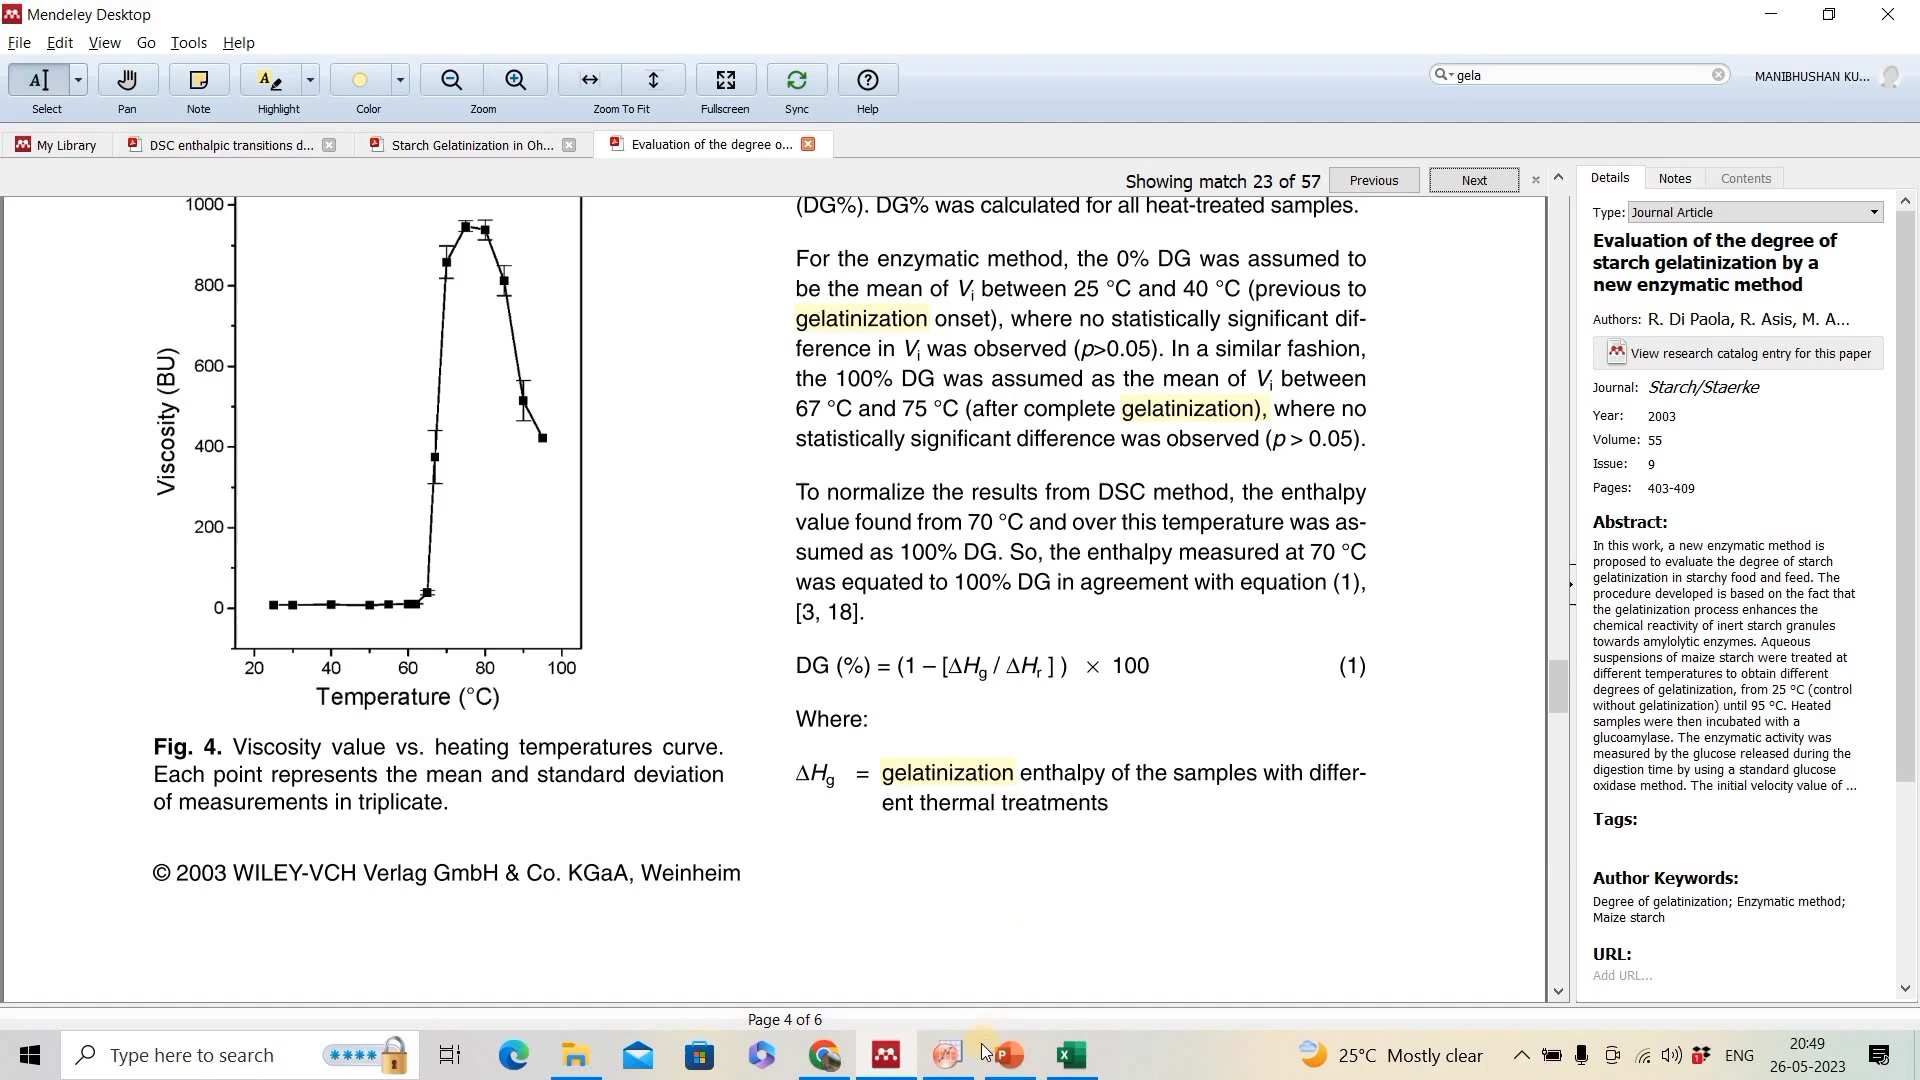 Mendeley Desktop
File Edit View Go Tools Help
gela
MANIBHUSHAN KU...
Select Pan Note Highlight Color Zoom Zoom To Fit Fullscreen Sync Help
My Library
DSC enthalpic transitions d...
Starch Gelatinization in Oh...
Evaluation of the degree o...
Showing match 23 of 57 Previous Next
1000
800
600
400
200
0
Viscosity (BU)
20 40 60 80 100
Temperature (°C)
Fig. 4. Viscosity value vs. heating temperatures curve.
Each point represents the mean and standard deviation
of measurements in triplicate.
© 2003 WILEY-VCH Verlag GmbH & Co. KGaA, Weinheim
(DG%). DG% was calculated for all heat-treated samples.
For the enzymatic method, the 0% DG was assumed to
be the mean of Vi between 25 °C and 40 °C (previous to
gelatinization onset), where no statistically significant dif-
ference in Vi was observed (p>0.05). In a similar fashion,
the 100% DG was assumed as the mean of Vi between
67 °C and 75 °C (after complete gelatinization), where no
statistically significant difference was observed (p > 0.05).
To normalize the results from DSC method, the enthalpy
value found from 70 °C and over this temperature was as-
sumed as 100% DG. So, the enthalpy measured at 70 °C
was equated to 100% DG in agreement with equation (1),
[3, 18].
DG (%) = (1 – [ΔHg / ΔHr ] ) × 100 (1)
Where:
ΔHg = gelatinization enthalpy of the samples with differ-
ent thermal treatments
Details Notes Contents
Type: Journal Article
Evaluation of the degree of
starch gelatinization by a
new enzymatic method
Authors: R. Di Paola, R. Asis, M. A...
View research catalog entry for this paper
Journal: Starch/Staerke
Year: 2003
Volume: 55
Issue: 9
Pages: 403-409
Abstract:
In this work, a new enzymatic method is
proposed to evaluate the degree of starch
gelatinization in starchy food and feed. The
procedure developed is based on the fact that
the gelatinization process enhances the
chemical reactivity of inert starch granules
towards amylolytic enzymes. Aqueous
suspensions of maize starch were treated at
different temperatures to obtain different
degrees of gelatinization, from 25 ºC (control
without gelatinization) until 95 ºC. Heated
samples were then incubated with a
glucoamylase. The enzymatic activity was
measured by the glucose released during the
digestion time by using a standard glucose
oxidase method. The initial velocity value of ...
Tags:
Author Keywords:
Degree of gelatinization; Enzymatic method;
Maize starch
URL:
Add URL...
Page 4 of 6
Type here to search
25°C Mostly clear
ENG
20:49
26-05-2023